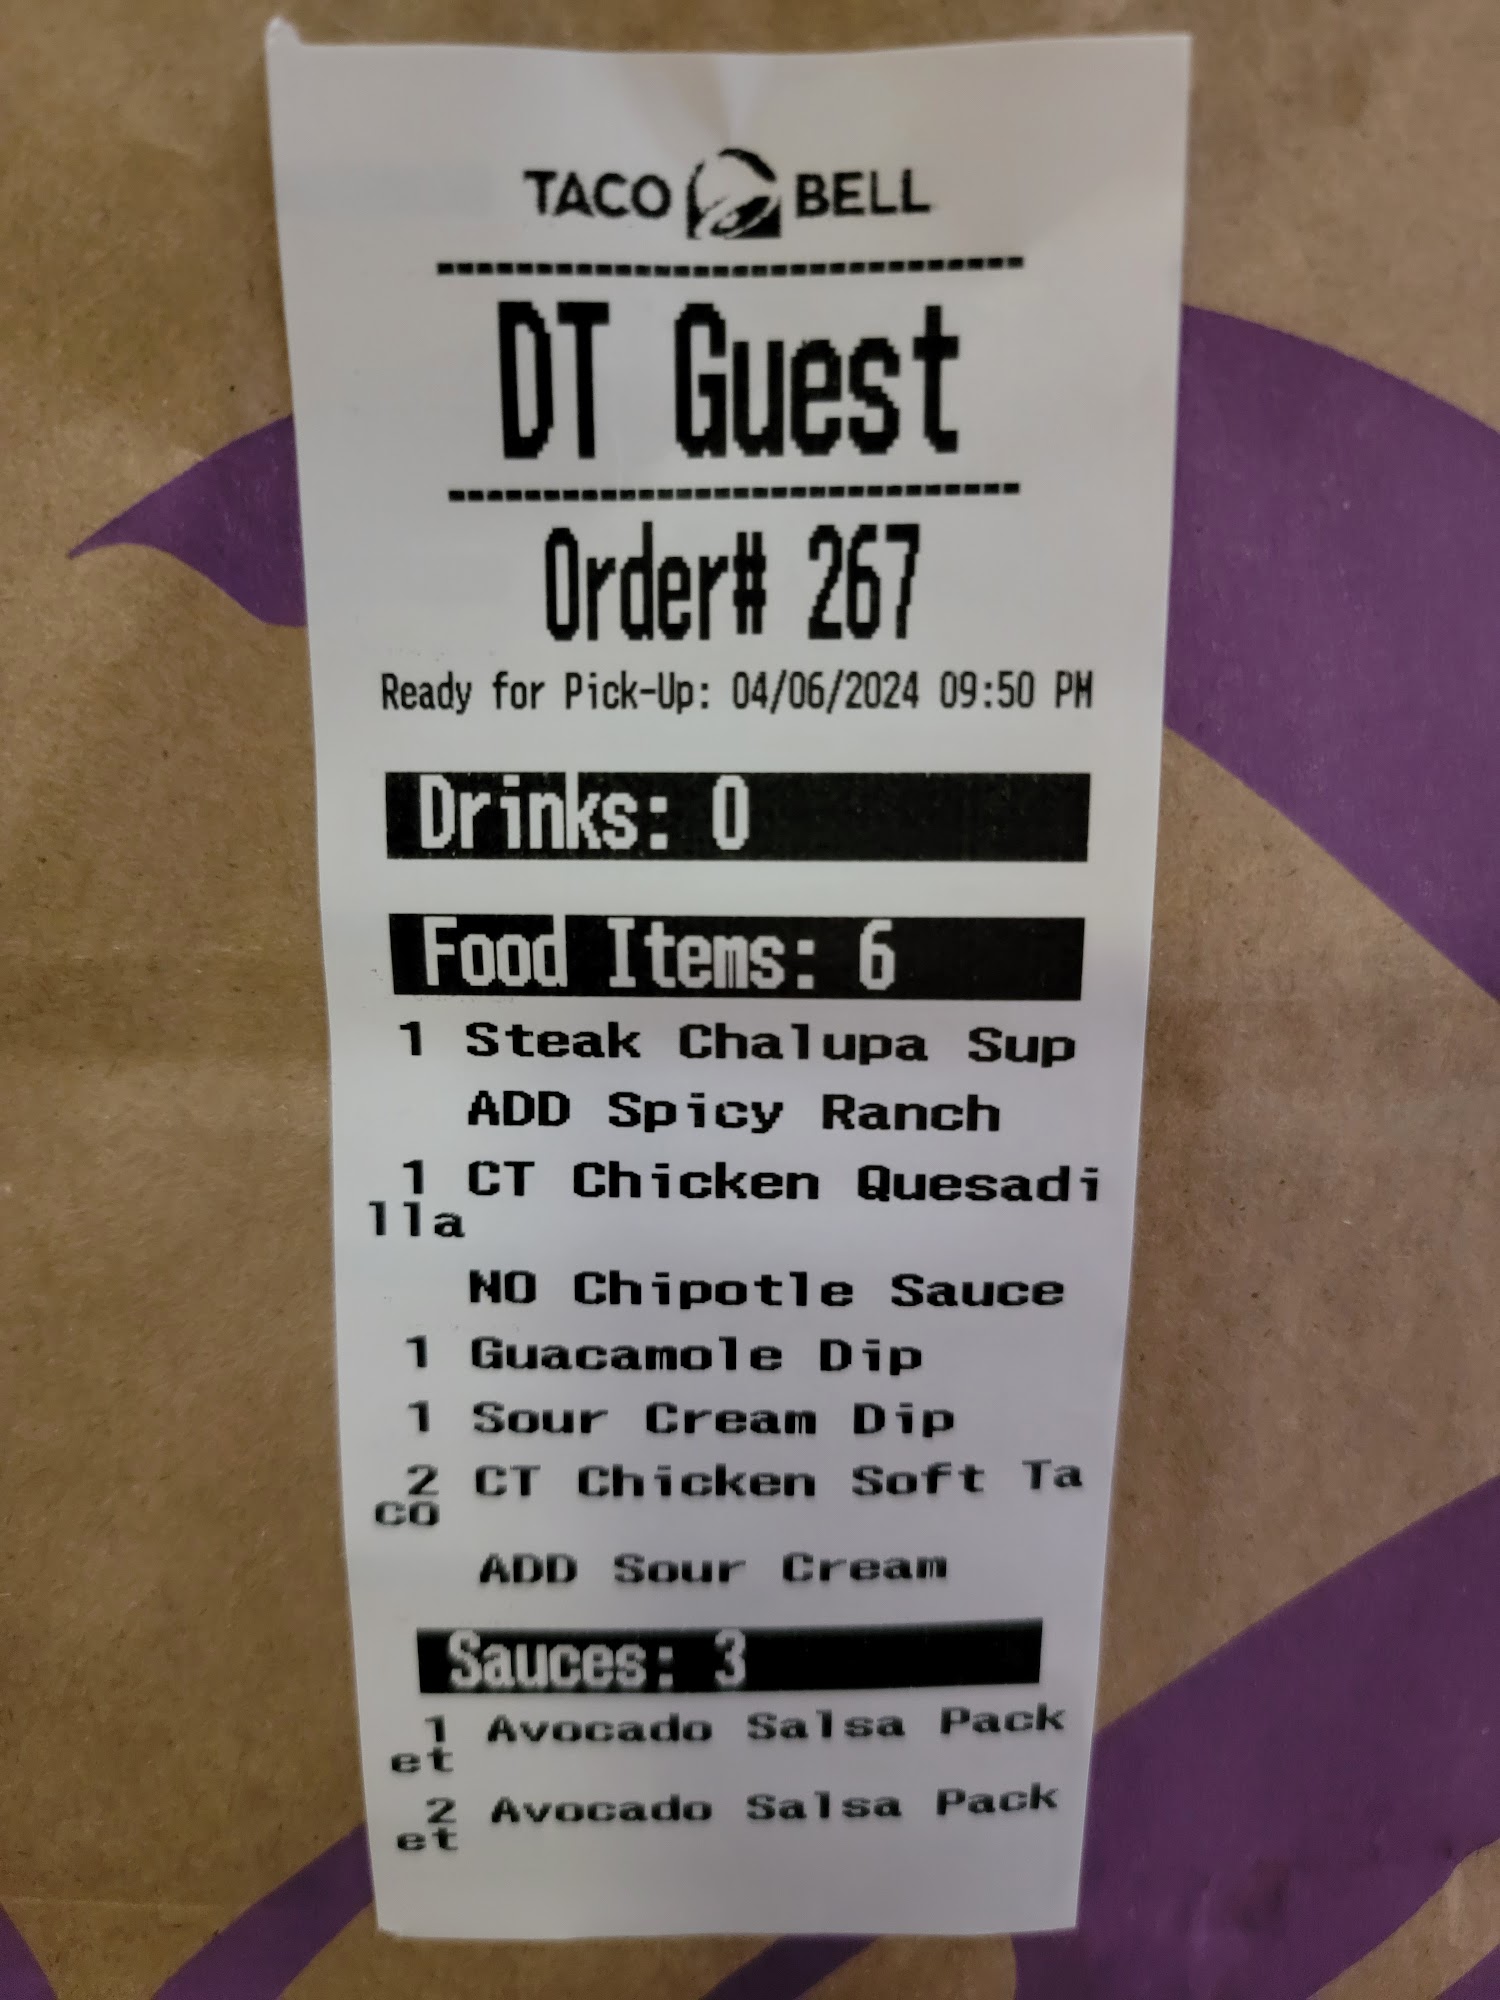 TACO BELL
DT Guest
Order# 267
Ready for Pick-Up: 04/06/2024 09:50 PM
Drinks: 0
Food Items: 6
1 Steak Chalupa Sup
ADD Spicy Ranch
1 CT Chicken Quesadi
lla
NO Chipotle Sauce
1 Guacamole Dip
1 Sour Cream Dip
2 CT Chicken Soft Ta
co
ADD Sour Cream
Sauces: 3
1 Avocado Salsa Pack
et
2 Avocado Salsa Pack
et